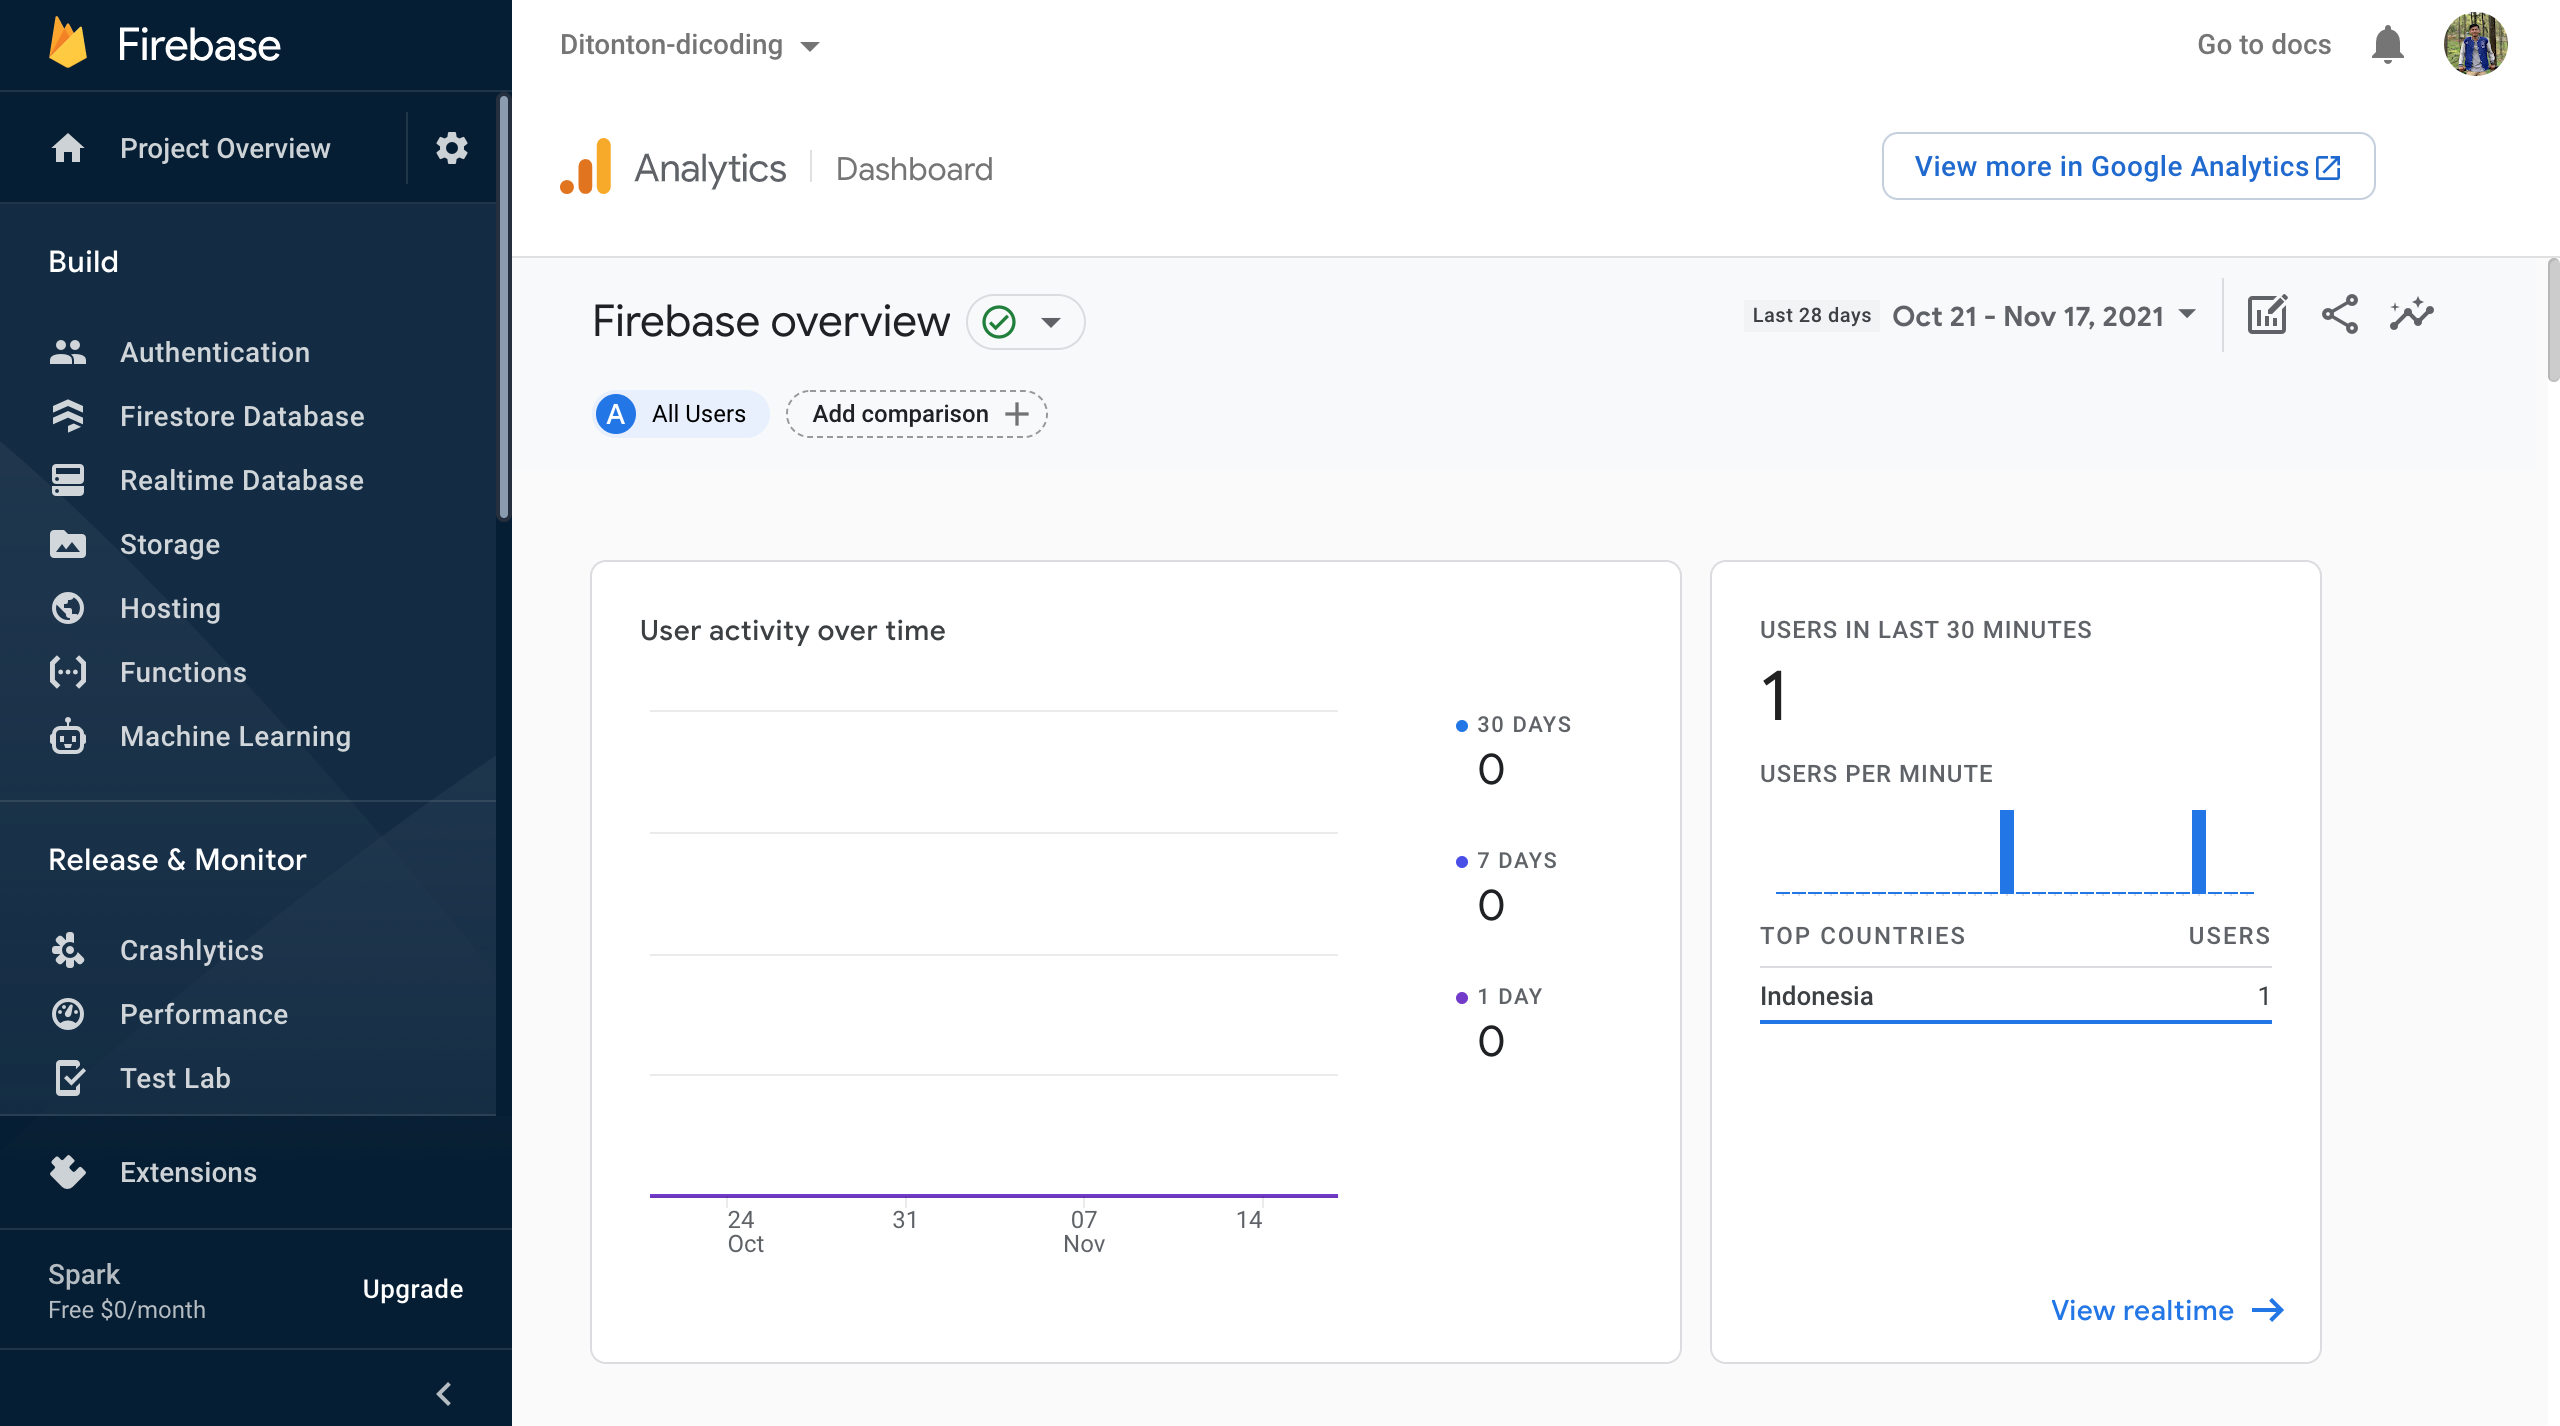 Firebase
Project Overview
Build
Authentication
Firestore Database
Realtime Database
Storage
Hosting
Functions
Machine Learning
Release & Monitor
Crashlytics
Performance
Test Lab
Extensions
Spark
Free $0/month
Upgrade
Ditonton-dicoding
Go to docs
Analytics
Dashboard
View more in Google Analytics
Firebase overview
Last 28 days Oct 21 - Nov 17, 2021
A All Users
Add comparison
User activity over time
30 DAYS
0
7 DAYS
0
1 DAY
0
24 31 07 14
Oct Nov
USERS IN LAST 30 MINUTES
1
USERS PER MINUTE
TOP COUNTRIES USERS
Indonesia 1
View realtime